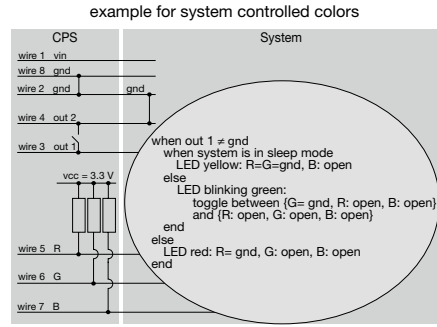 example for system controlled colors
CPS
System
wire 1 vin
wire 8 gnd
wire 2 gnd
gnd
wire 4 out 2
wire 3 out 1
vcc = 3.3 V
wire 5 R
wire 6 G
wire 7 B
when out 1 ≠ gnd
when system is in sleep mode
LED yellow: R=G=gnd, B: open
else
LED blinking green:
toggle between {G= gnd, R: open, B: open}
and {R: open, G: open, B: open}
end
else
LED red: R= gnd, G: open, B: open
end